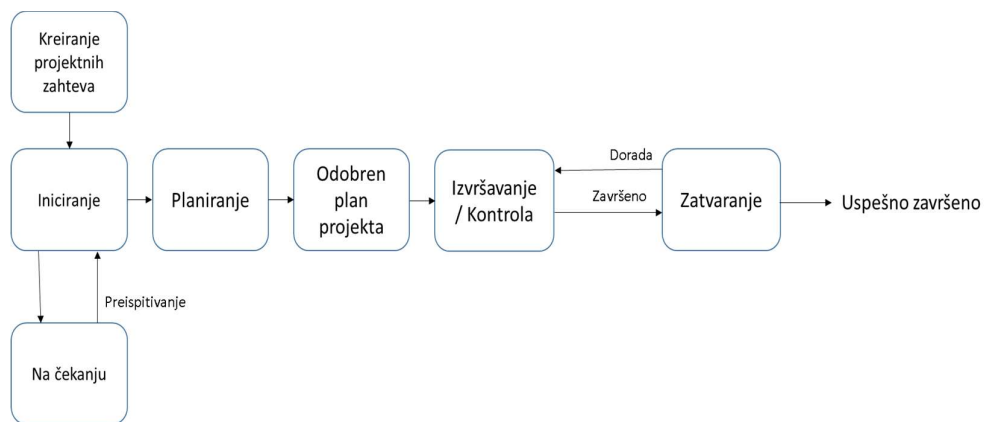 Kreiranje
projektnih
zahteva
Iniciranje
Planiranje
Odobren
plan
projekta
Izvršavanje
/ Kontrola
Dorada
Završeno
Zatvaranje
Uspešno završeno
Preispitivanje
Na čekanju